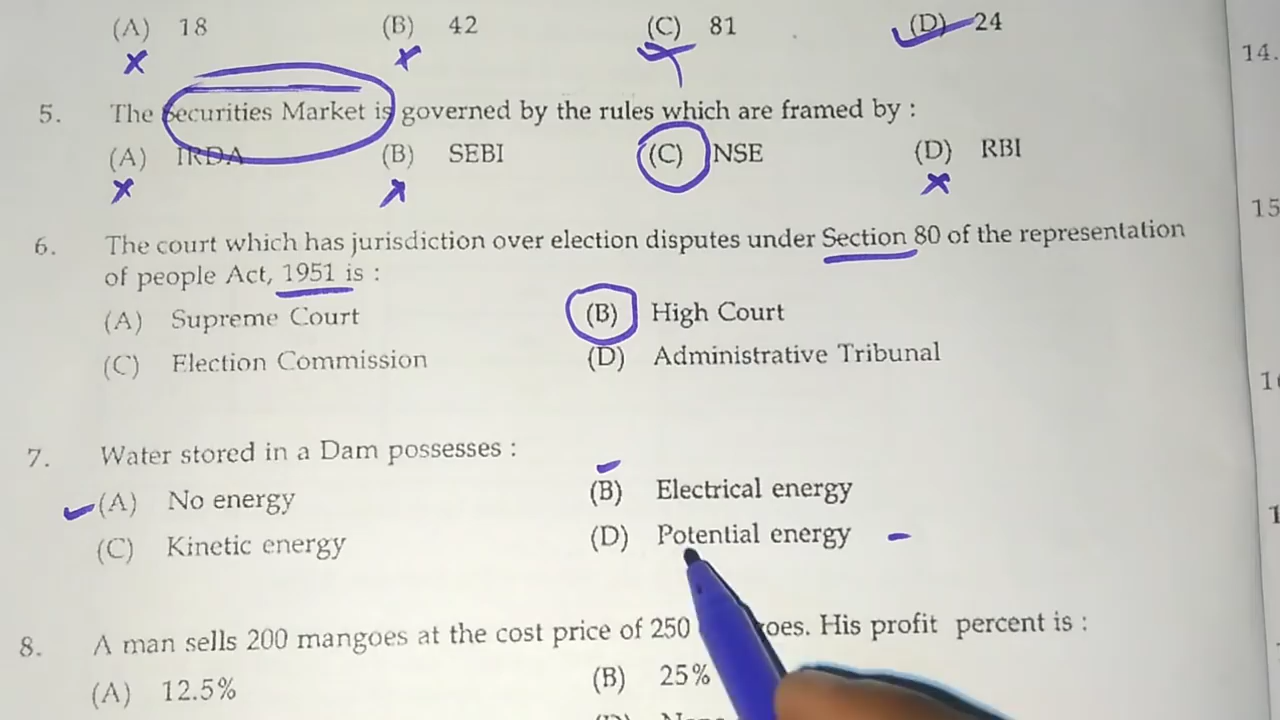 (A) 18 (B) 42 (C) 81 (D) 24
14.
5. The Securities Market is governed by the rules which are framed by :
(A) IRDA (B) SEBI (C) NSE (D) RBI
15
6. The court which has jurisdiction over election disputes under Section 80 of the representation
of people Act, 1951 is :
(A) Supreme Court (B) High Court
(C) Election Commission (D) Administrative Tribunal
7. Water stored in a Dam possesses :
(A) No energy (B) Electrical energy
(C) Kinetic energy (D) Potential energy
8. A man sells 200 mangoes at the cost price of 250 His profit percent is :
(A) 12.5% (B) 25%